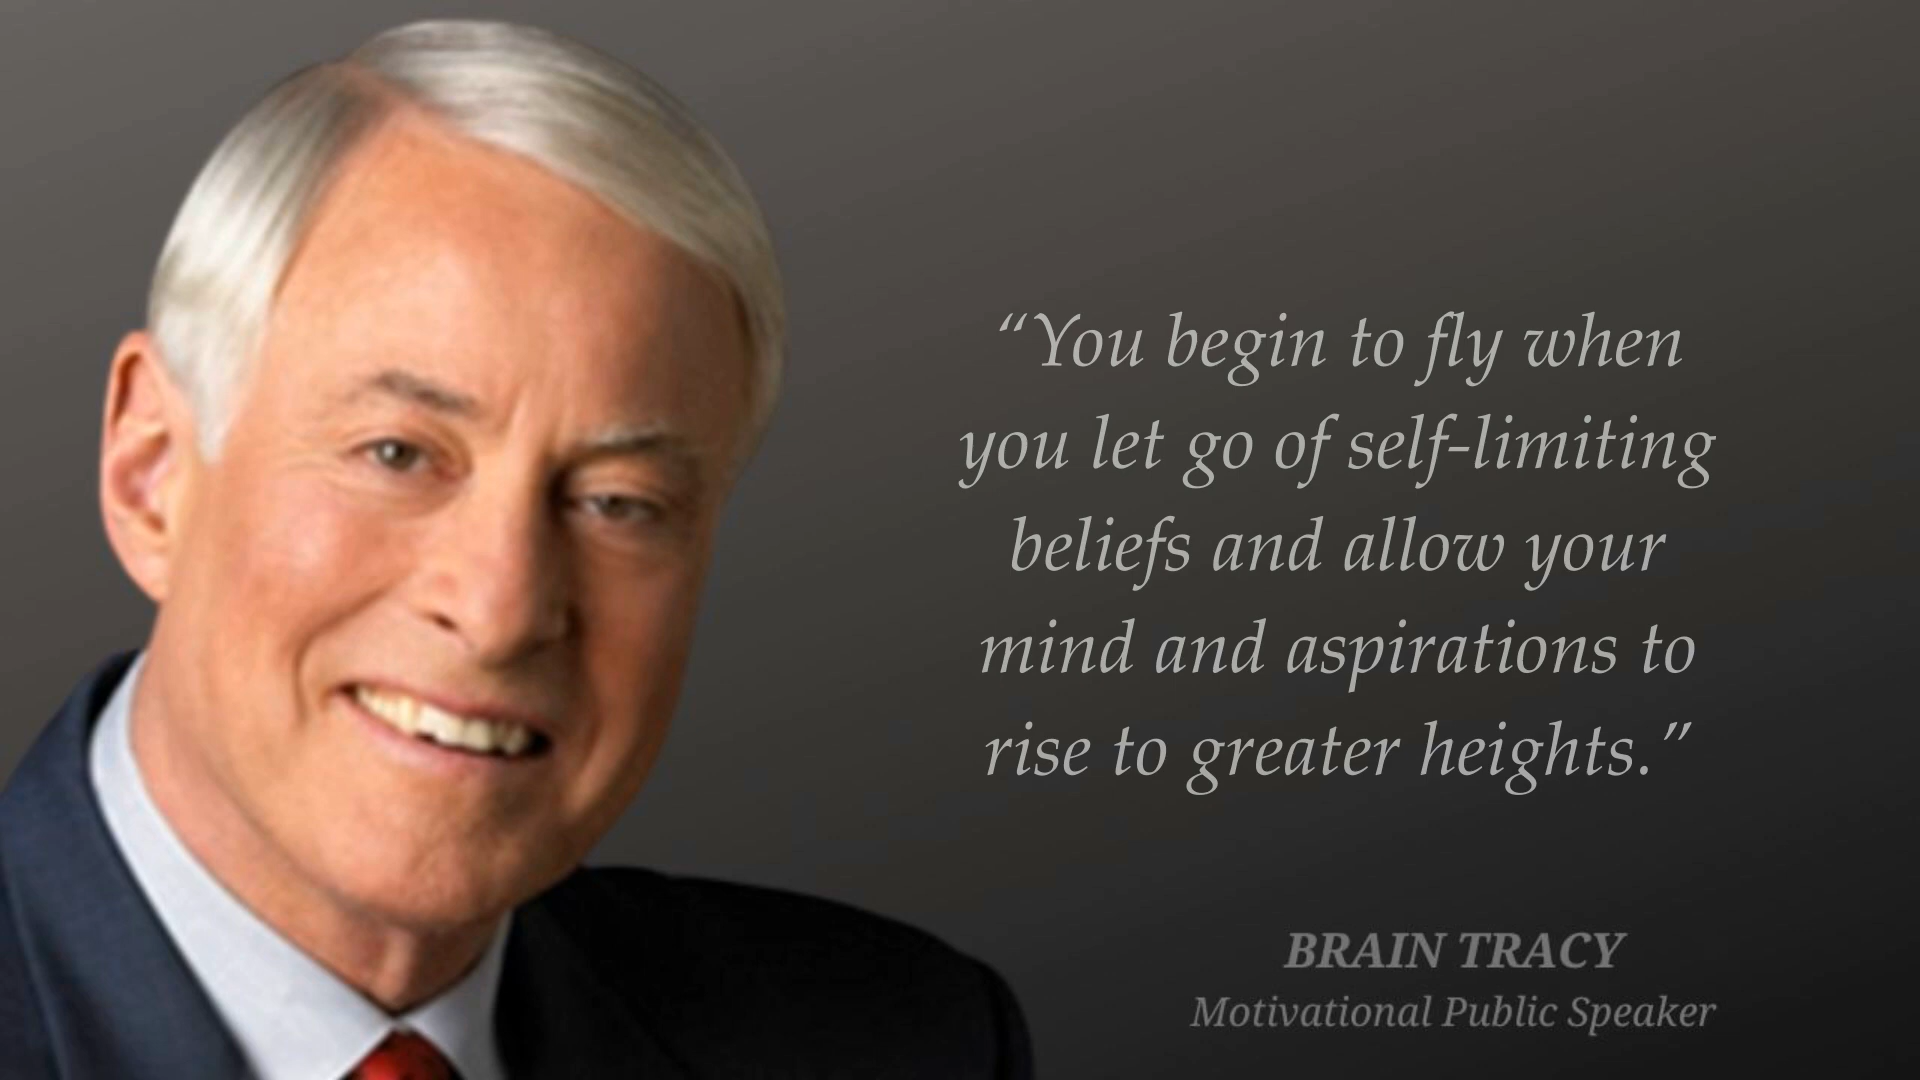 “You begin to fly when
you let go of self-limiting
beliefs and allow your
mind and aspirations to
rise to greater heights.”
BRAIN TRACY
Motivational Public Speaker